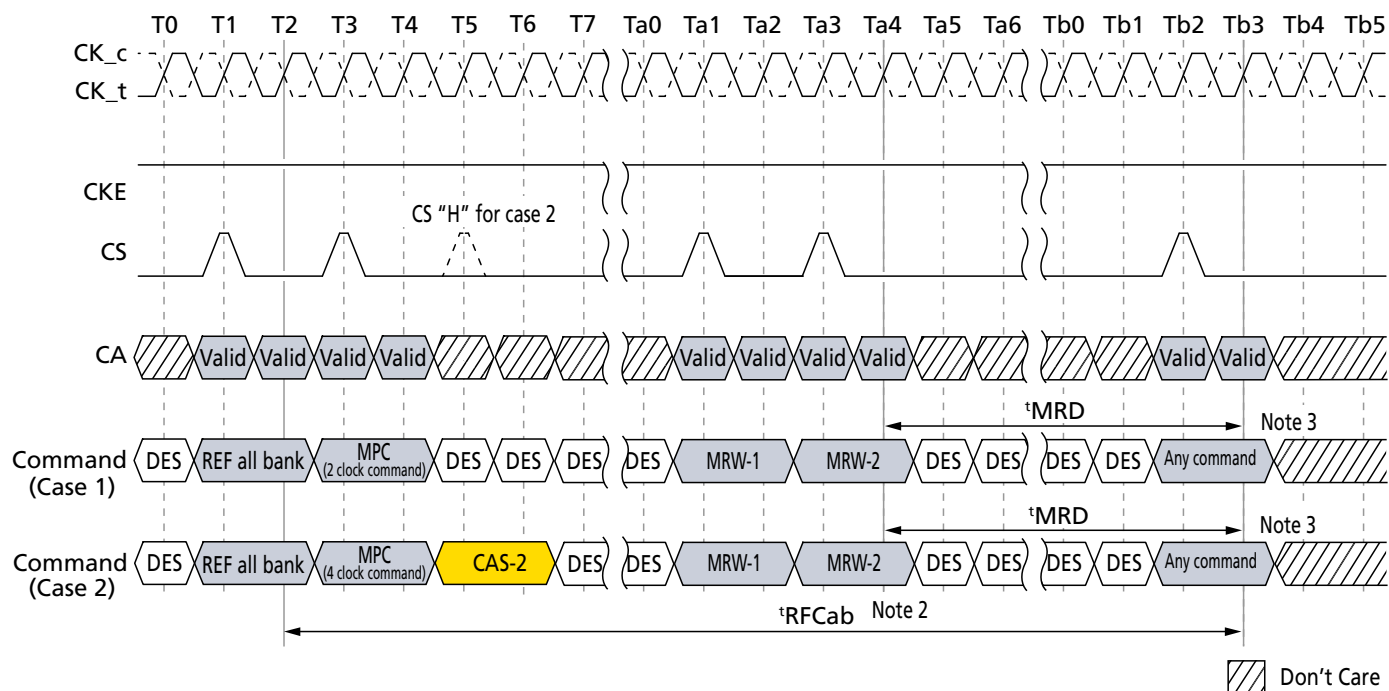 T0 T1 T2 T3 T4 T5 T6 T7 Ta0 Ta1 Ta2 Ta3 Ta4 Ta5 Ta6 Tb0 Tb1 Tb2 Tb3 Tb4 Tb5
CK_c
CK_t
CKE
CS "H" for case 2
CS
CA Valid Valid Valid Valid Valid Valid Valid Valid Valid Valid
tMRD
Note 3
Command (Case 1) DES REF all bank MPC (2 clock command) DES DES DES DES MRW-1 MRW-2 DES DES DES DES Any command
tMRD
Note 3
Command (Case 2) DES REF all bank MPC (4 clock command) CAS-2 DES DES MRW-1 MRW-2 DES DES DES DES Any command
tRFCab Note 2
Don't Care